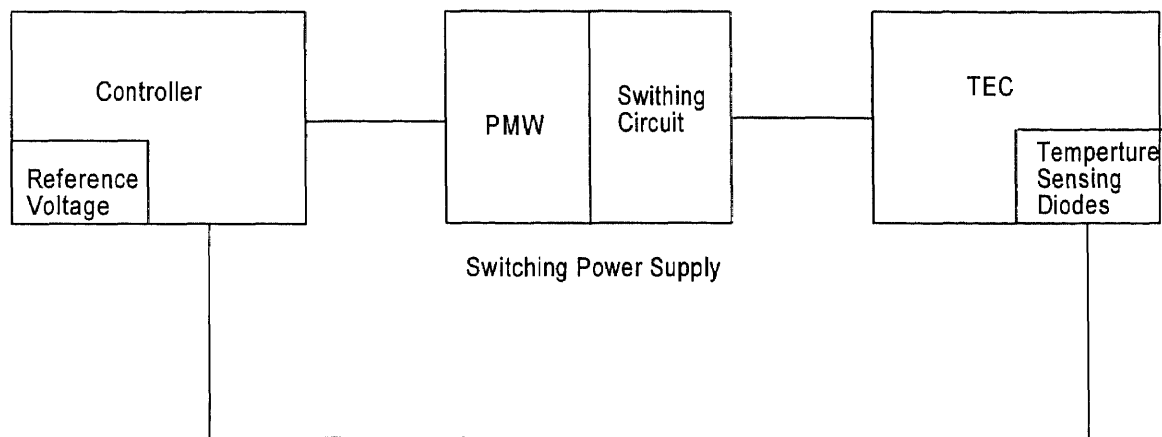 Controller
Reference
Voltage
PMW
Swithing
Circuit
TEC
Temperture
Sensing
Diodes
Switching Power Supply